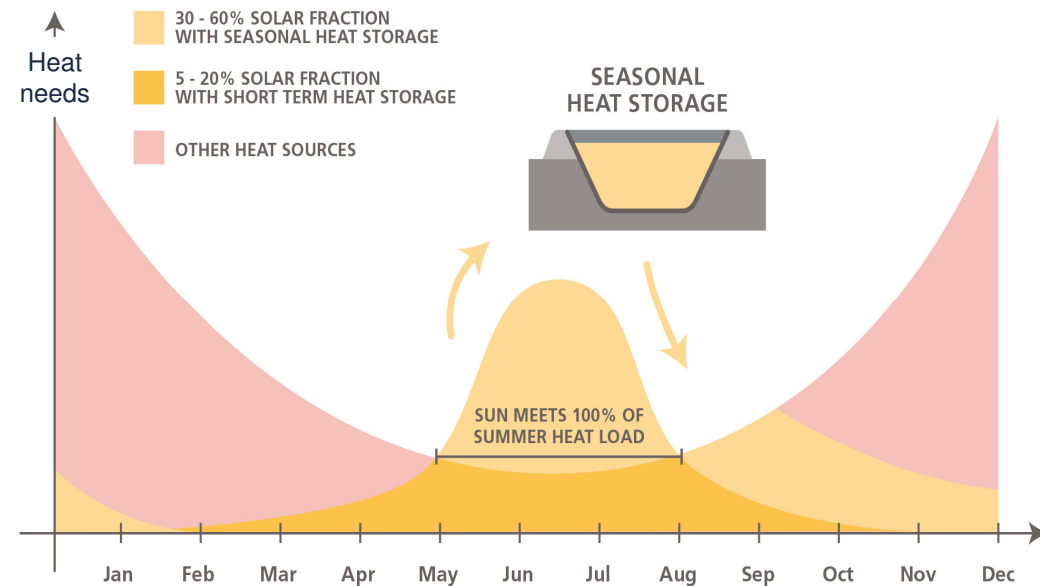 Heat
needs
30 - 60% SOLAR FRACTION
WITH SEASONAL HEAT STORAGE
5 - 20% SOLAR FRACTION
WITH SHORT TERM HEAT STORAGE
OTHER HEAT SOURCES
SEASONAL
HEAT STORAGE
SUN MEETS 100% OF
SUMMER HEAT LOAD
Jan Feb Mar Apr May Jun Jul Aug Sep Oct Nov Dec